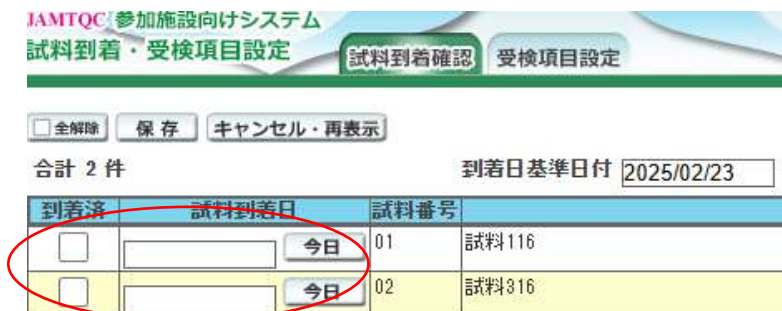 JAMTQC 参加施設向けシステム
試料到着・受検項目設定
試料到着確認 受検項目設定
全解除 保存 キャンセル・再表示
合計 2 件 到着日基準日付 2025/02/23
到着済 試料到着日 試料番号
今日 01 試料116
今日 02 試料316